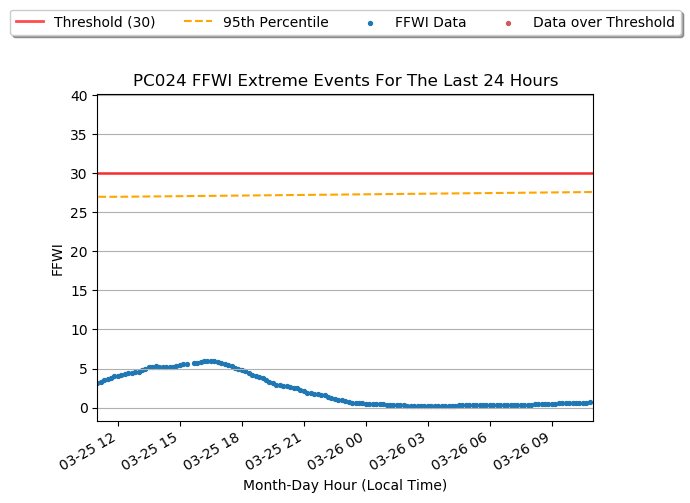 Threshold (30) 95th Percentile FFWI Data Data over Threshold
PC024 FFWI Extreme Events For The Last 24 Hours
40
35
30
25
20
15
10
5
0
FFWI
03-25 12 03-25 15 03-25 18 03-25 21 03-26 00 03-26 03 03-26 06 03-26 09
Month-Day Hour (Local Time)